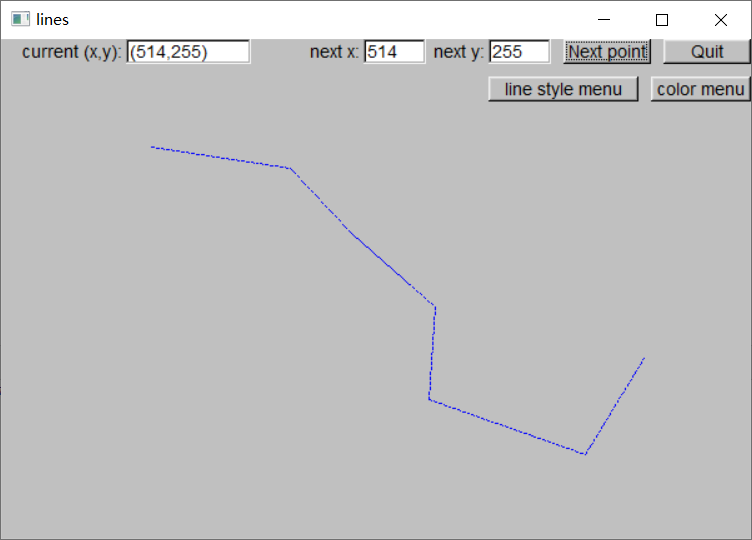 lines
current (x,y): (514,255) next x: 514 next y: 255 Next point Quit
line style menu color menu